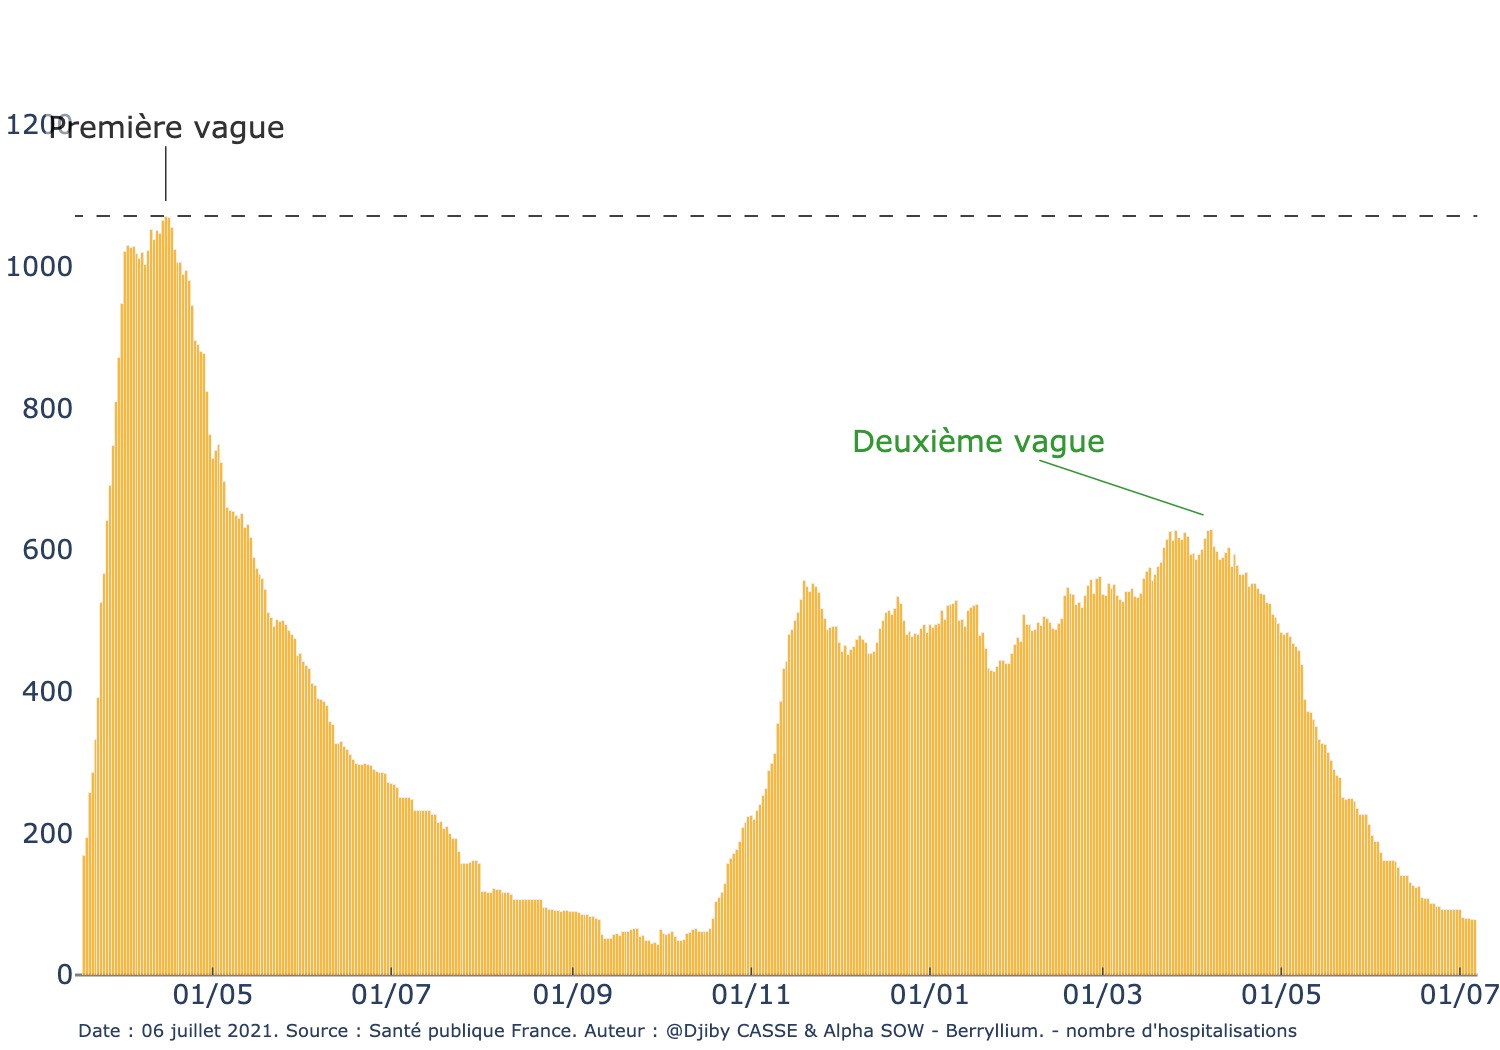 1200
Première vague
1000
800
Deuxième vague
600
400
200
0
01/05 01/07 01/09 01/11 01/01 01/03 01/05 01/07
Date : 06 juillet 2021. Source : Santé publique France. Auteur : @Djiby CASSE & Alpha SOW - Berryllium. - nombre d'hospitalisations